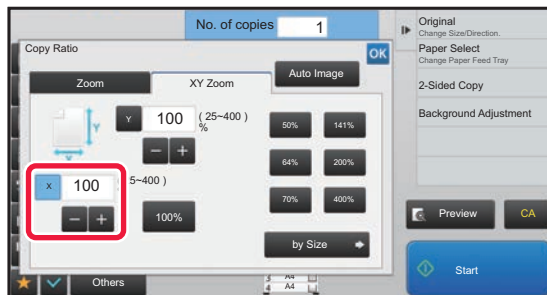 No. of copies 1
Copy Ratio
OK
Zoom
XY Zoom
Auto Image
Y
Y 100 ( 25~400 )
%
50% 141%
64% 200%
X 100 5~400 )
70% 400%
100%
by Size
Others
A4
4 A4
Original
Change Size/Direction.
Paper Select
Change Paper Feed Tray
2-Sided Copy
Background Adjustment
Preview
CA
Start